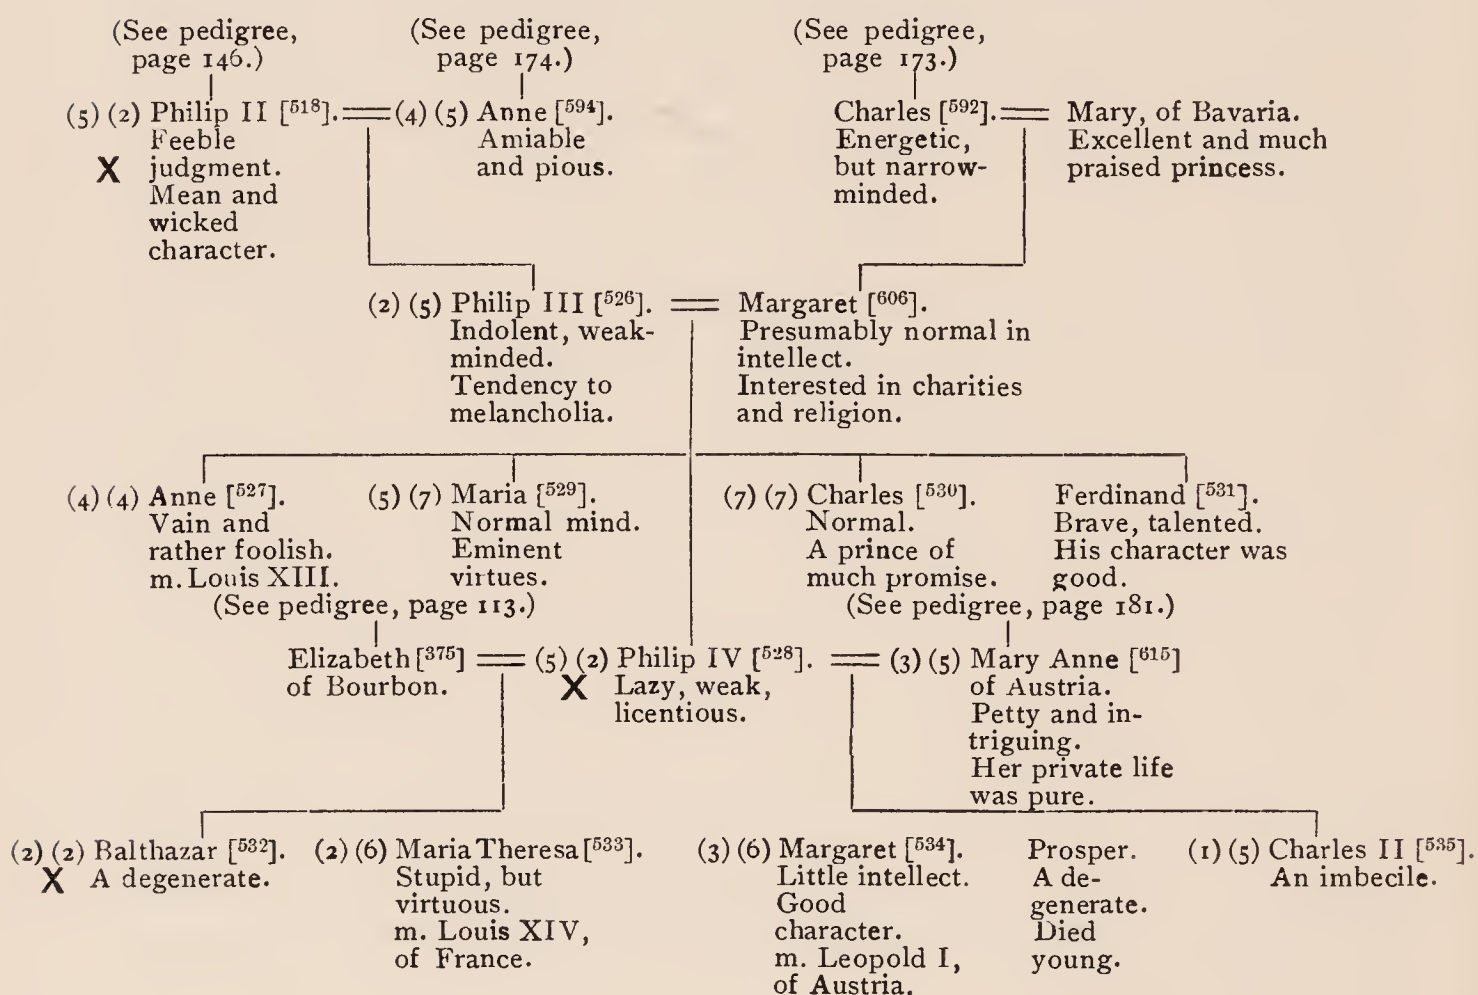 (See pedigree,
page 146.)
(See pedigree,
page 174.)
(See pedigree,
page 173.)
(5) (2) Philip II [518].
Feeble
X judgment.
Mean and
wicked
character.
(4) (5) Anne [594].
Amiable
and pious.
Charles [592].
Energetic,
but narrow-
minded.
Mary, of Bavaria.
Excellent and much
praised princess.
(2) (5) Philip III [526].
Indolent, weak-
minded.
Tendency to
melancholia.
Margaret [606].
Presumably normal in
intellect.
Interested in charities
and religion.
(4) (4) Anne [527].
Vain and
rather foolish.
m. Louis XIII.
(5) (7) Maria [529].
Normal mind.
Eminent
virtues.
(7) (7) Charles [530].
Normal.
A prince of
much promise.
Ferdinand [531].
Brave, talented.
His character was
good.
(See pedigree, page 113.)
(See pedigree, page 181.)
Elizabeth [375]
of Bourbon.
(5) (2) Philip IV [528].
X Lazy, weak,
licentious.
(3) (5) Mary Anne [615]
of Austria.
Petty and in-
triguing.
Her private life
was pure.
(2) (2) Balthazar [532].
X A degenerate.
(2) (6) Maria Theresa [533].
Stupid, but
virtuous.
m. Louis XIV,
of France.
(3) (6) Margaret [534].
Little intellect.
Good
character.
m. Leopold I,
of Austria.
Prosper.
A de-
generate.
Died
young.
(1) (5) Charles II [535].
An imbecile.